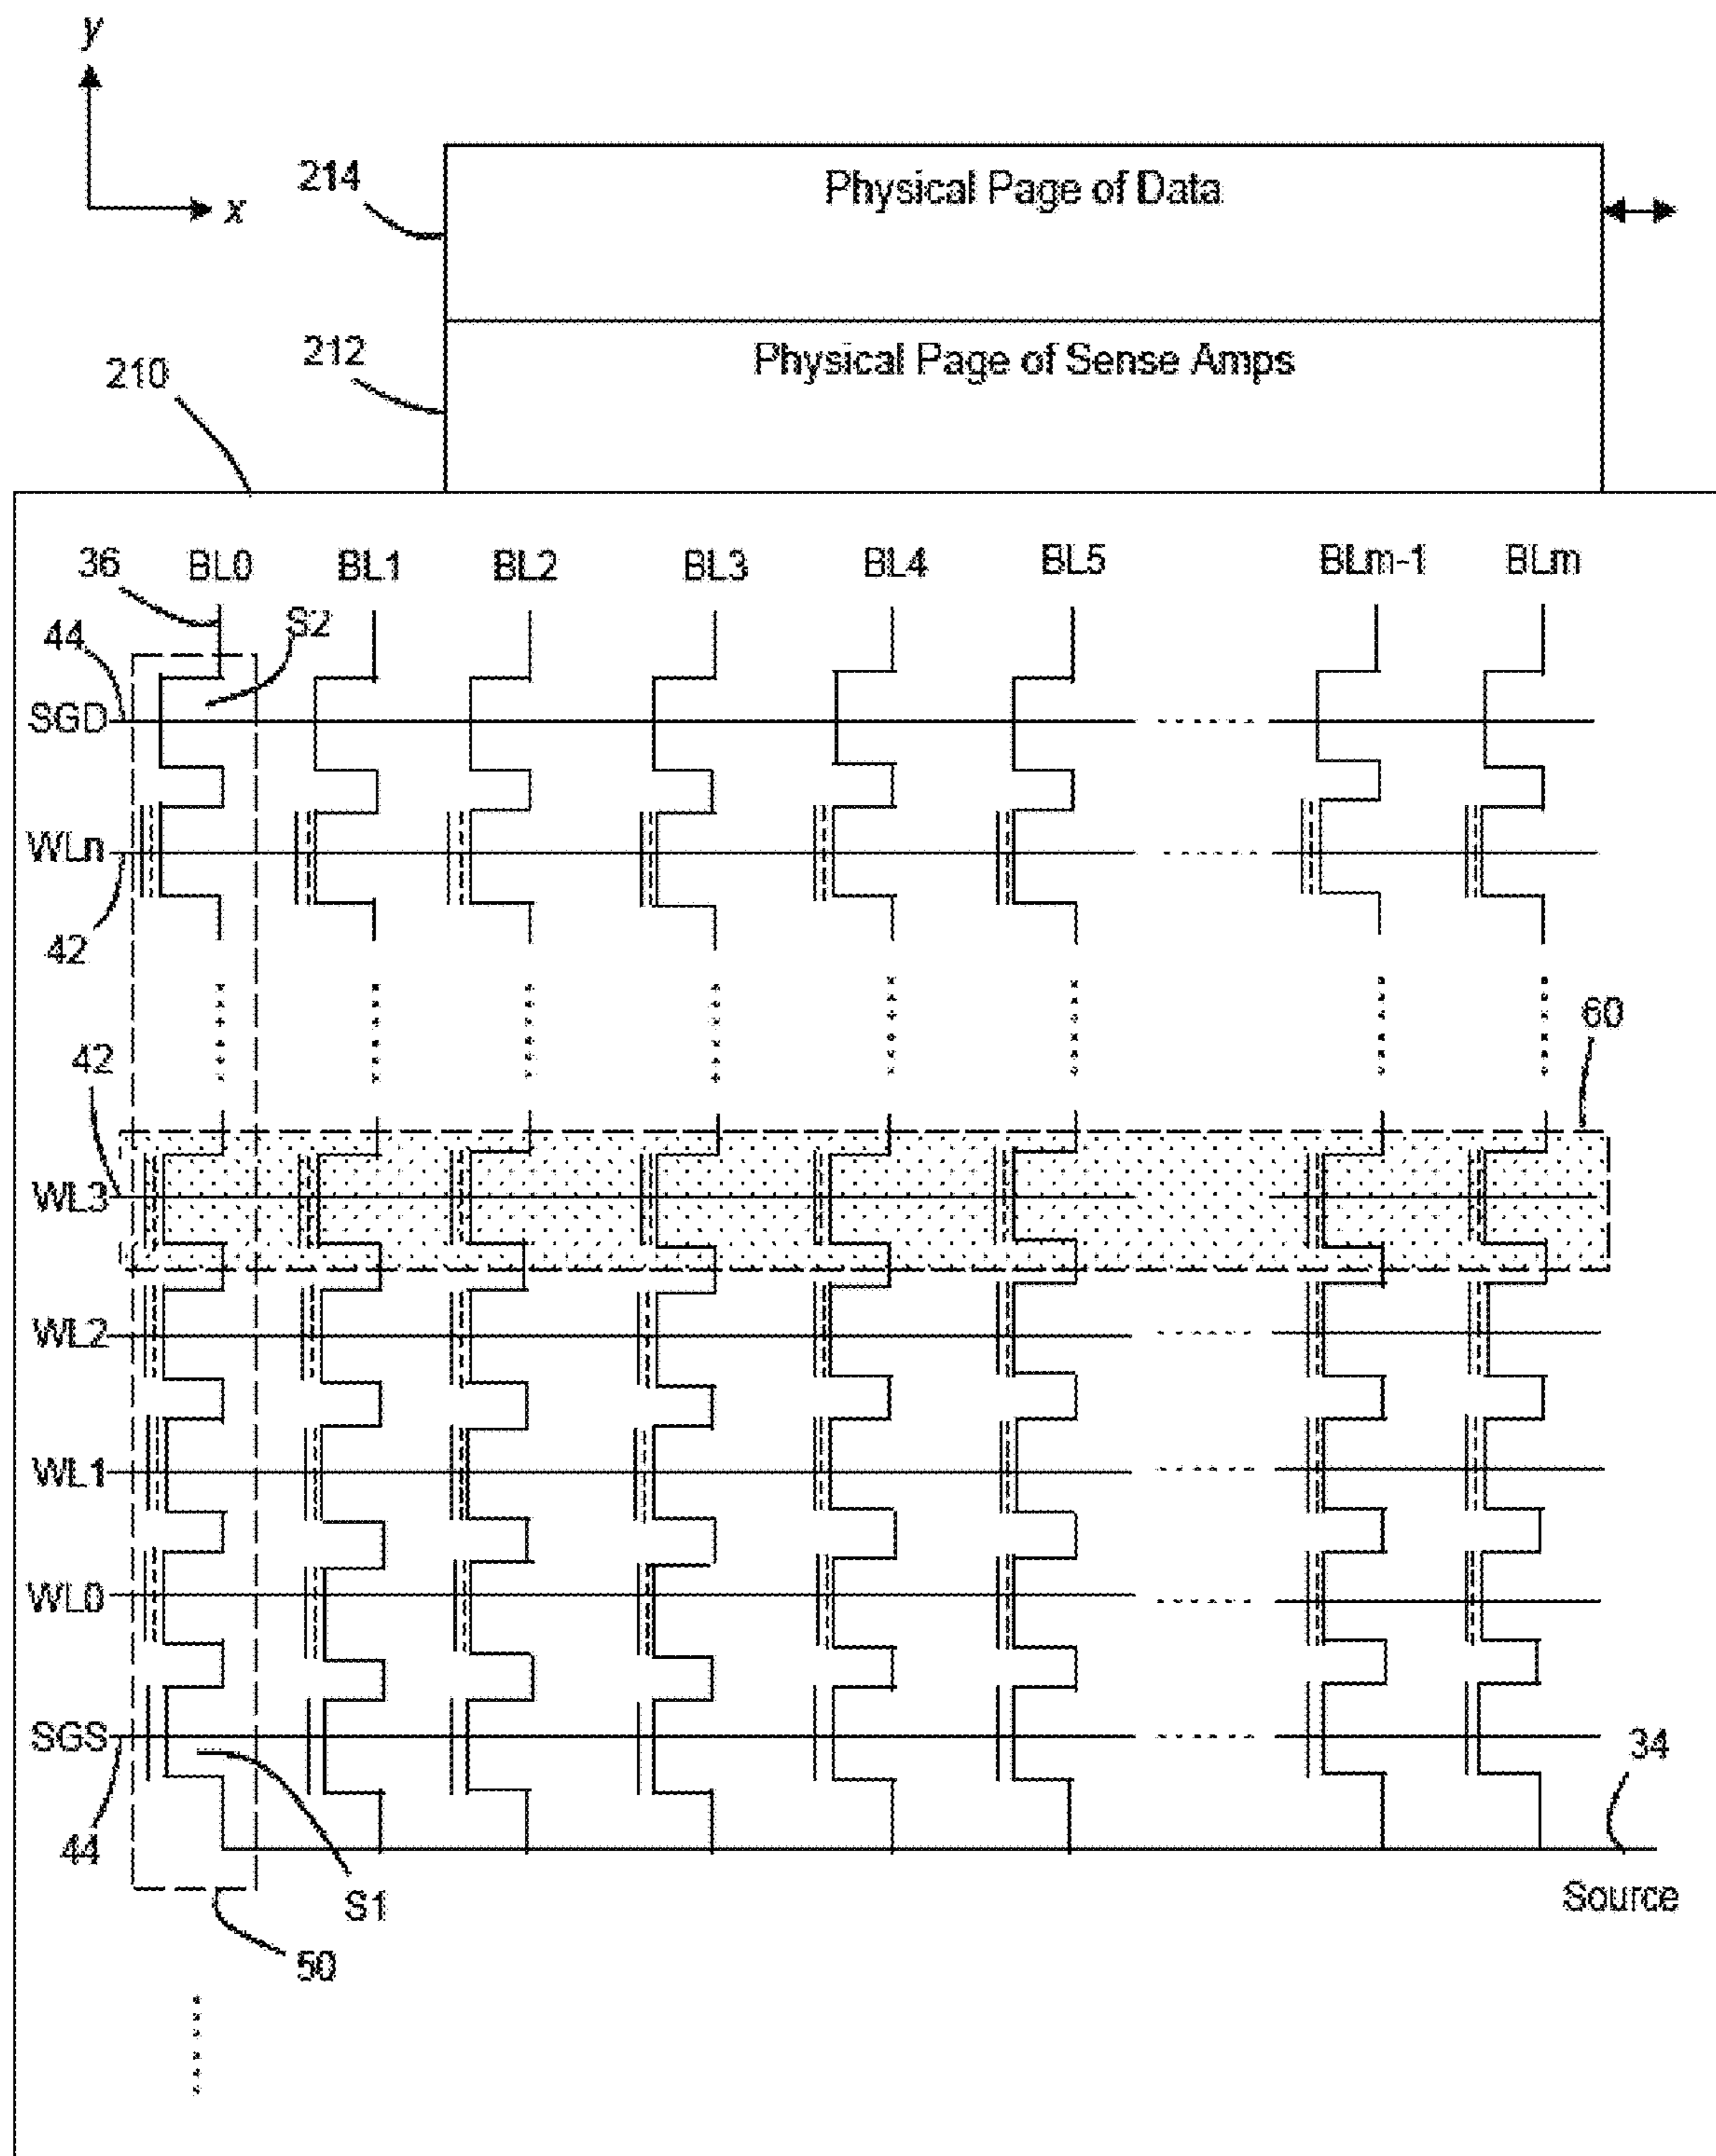 y
x
214
Physical Page of Data
212
Physical Page of Sense Amps
210
36
BL0
BL1
BL2
BL3
BL4
BL5
BLm-1
BLm
S2
44
SGD
WLn
42
60
42
WL3
WL2
WL1
WL0
SGS
34
44
S1
Source
50